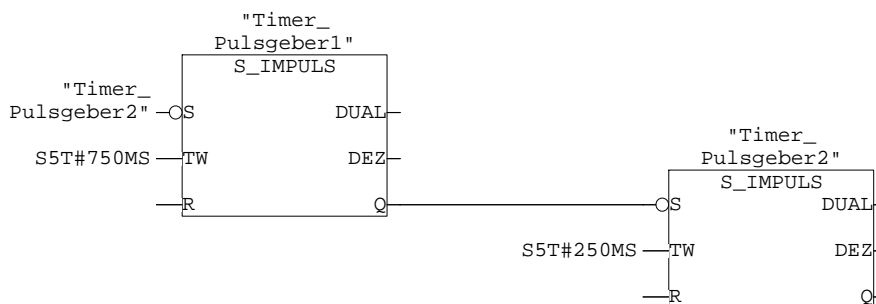 "Timer_
Pulsgeber1"
S_IMPULS
"Timer_
Pulsgeber2"
S
DUAL
S5T#750MS
TW
DEZ
R
Q
"Timer_
Pulsgeber2"
S_IMPULS
S
DUAL
S5T#250MS
TW
DEZ
R
Q